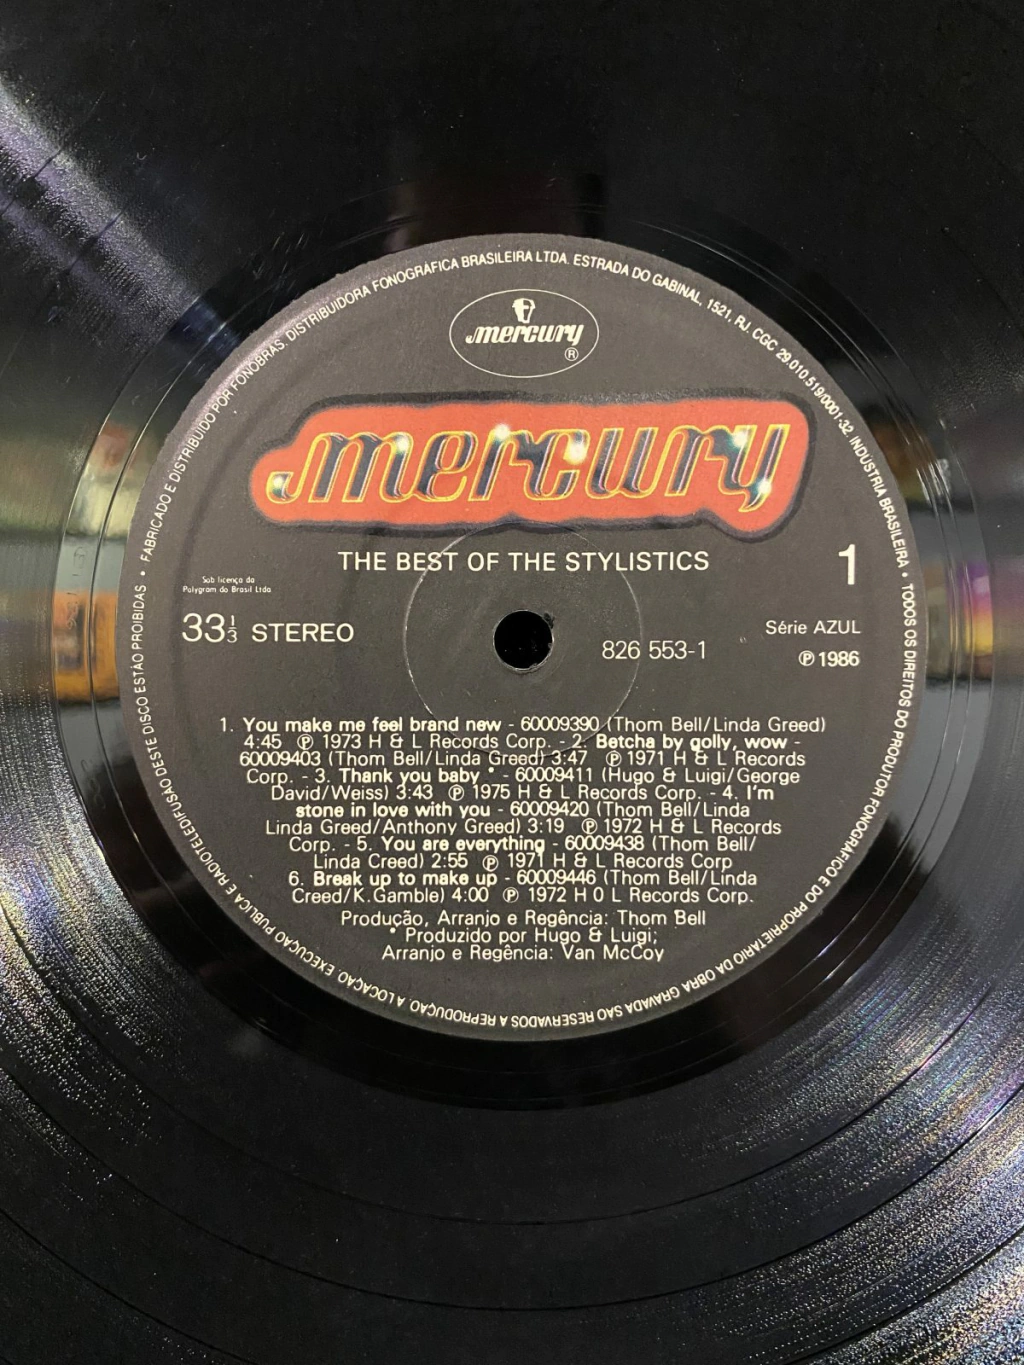 FABRICADO E DISTRIBUIDO POR FONOBRAS. DISTRIBUIDORA FONOGRÁFICA BRASILEIRA LTDA. ESTRADA DO GABINAL, 1521, RJ. CGC 29.010.519/0001-32. INDÚSTRIA BRASILEIRA • TODOS OS DIREITOS DO PRODUTOR FONOGRÁFICO E DO PROPRIETÁRIO DA OBRA GRAVADA SÃO RESERVADOS A REPRODUÇÃO, A LOCAÇÃO, EXECUÇÃO PÚBLICA E RADIOTELEDIFUSÃO DESTE DISCO ESTÃO PROIBIDAS •
mercury
®
mercury
THE BEST OF THE STYLISTICS
1
Sob licença da
Polygram do Brasil Ltda
33⅓ STEREO
826 553-1
Série AZUL
℗ 1986
1. You make me feel brand new - 60009390 (Thom Bell/Linda Greed)
4:45 ℗ 1973 H & L Records Corp. - 2. Betcha by golly, wow -
60009403 (Thom Bell/Linda Greed) 3:47 ℗ 1971 H & L Records
Corp. - 3. Thank you baby * - 60009411 (Hugo & Luigi/George
David/Weiss) 3:43 ℗ 1975 H & L Records Corp. - 4. I'm
stone in love with you - 60009420 (Thom Bell/Linda
Linda Greed/Anthony Greed) 3:19 ℗ 1972 H & L Records
Corp. - 5. You are everything - 60009438 (Thom Bell/
Linda Creed) 2:55 ℗ 1971 H & L Records Corp
6. Break up to make up - 60009446 (Thom Bell/Linda
Creed/K.Gamble) 4:00 ℗ 1972 H O L Records Corp.
Produção, Arranjo e Regência: Thom Bell
* Produzido por Hugo & Luigi;
Arranjo e Regência: Van McCoy